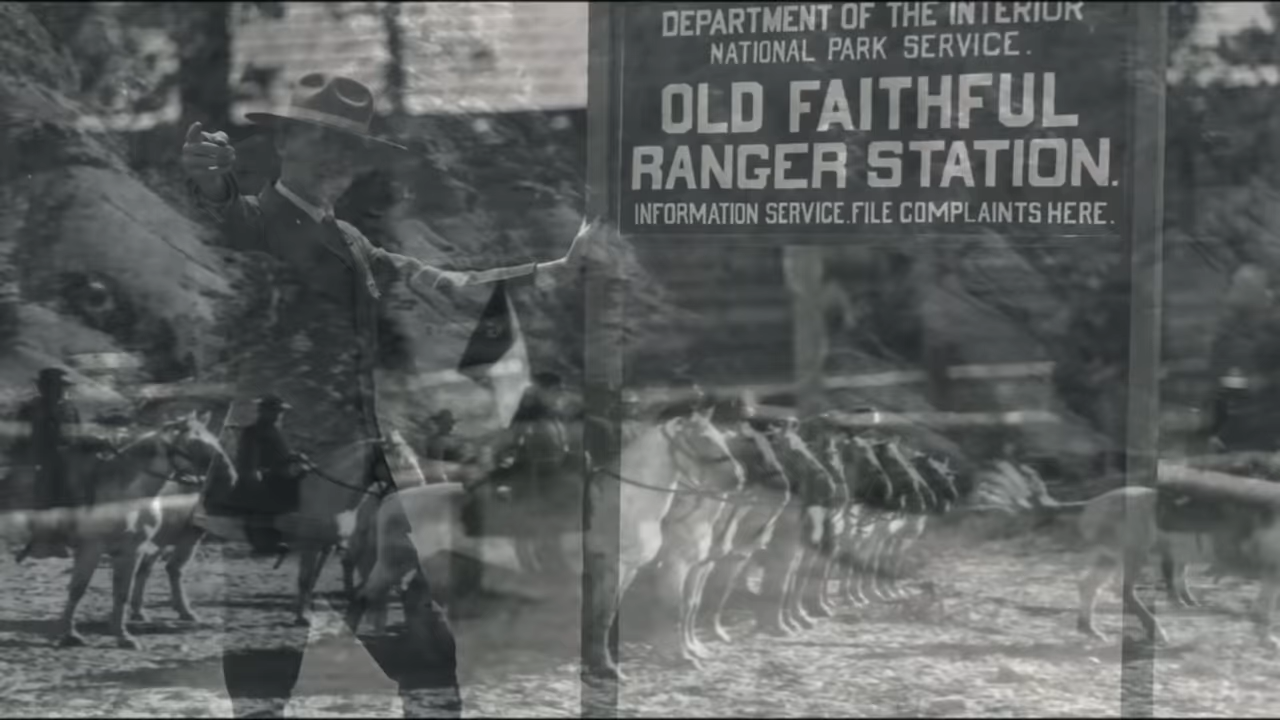 DEPARTMENT OF THE INTERIOR
NATIONAL PARK SERVICE.
OLD FAITHFUL
RANGER STATION.
INFORMATION SERVICE.FILE COMPLAINTS HERE.